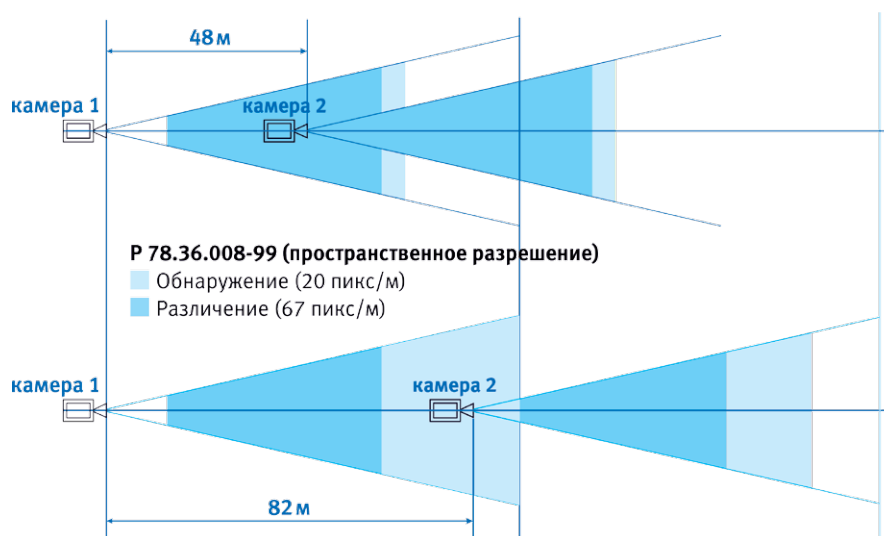 48 м
камера 1
камера 2
Р 78.36.008-99 (пространственное разрешение)
Обнаружение (20 пикс/м)
Различение (67 пикс/м)
камера 1
камера 2
82 м